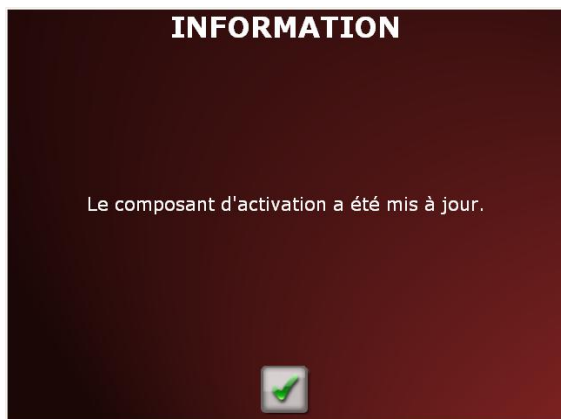 INFORMATION
Le composant d'activation a été mis à jour.